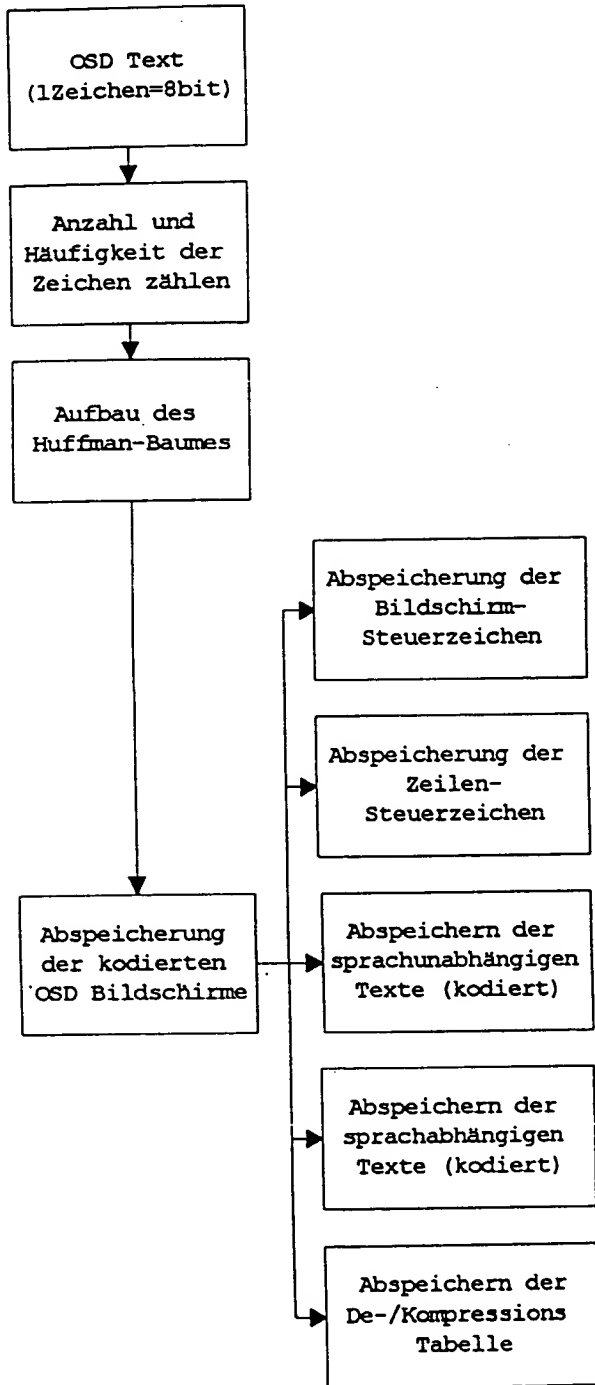 OSD Text
(1Zeichen=8bit)
Anzahl und
Häufigkeit der
Zeichen zählen
Aufbau des
Huffman-Baumes
Abspeicherung
der kodierten
OSD Bildschirme
Abspeicherung der
Bildschirm-
Steuerzeichen
Abspeicherung der
Zeilen-
Steuerzeichen
Abspeichern der
sprachunabhängigen
Texte (kodiert)
Abspeichern der
sprachabhängigen
Texte (kodiert)
Abspeichern der
De-/Kompressions
Tabelle